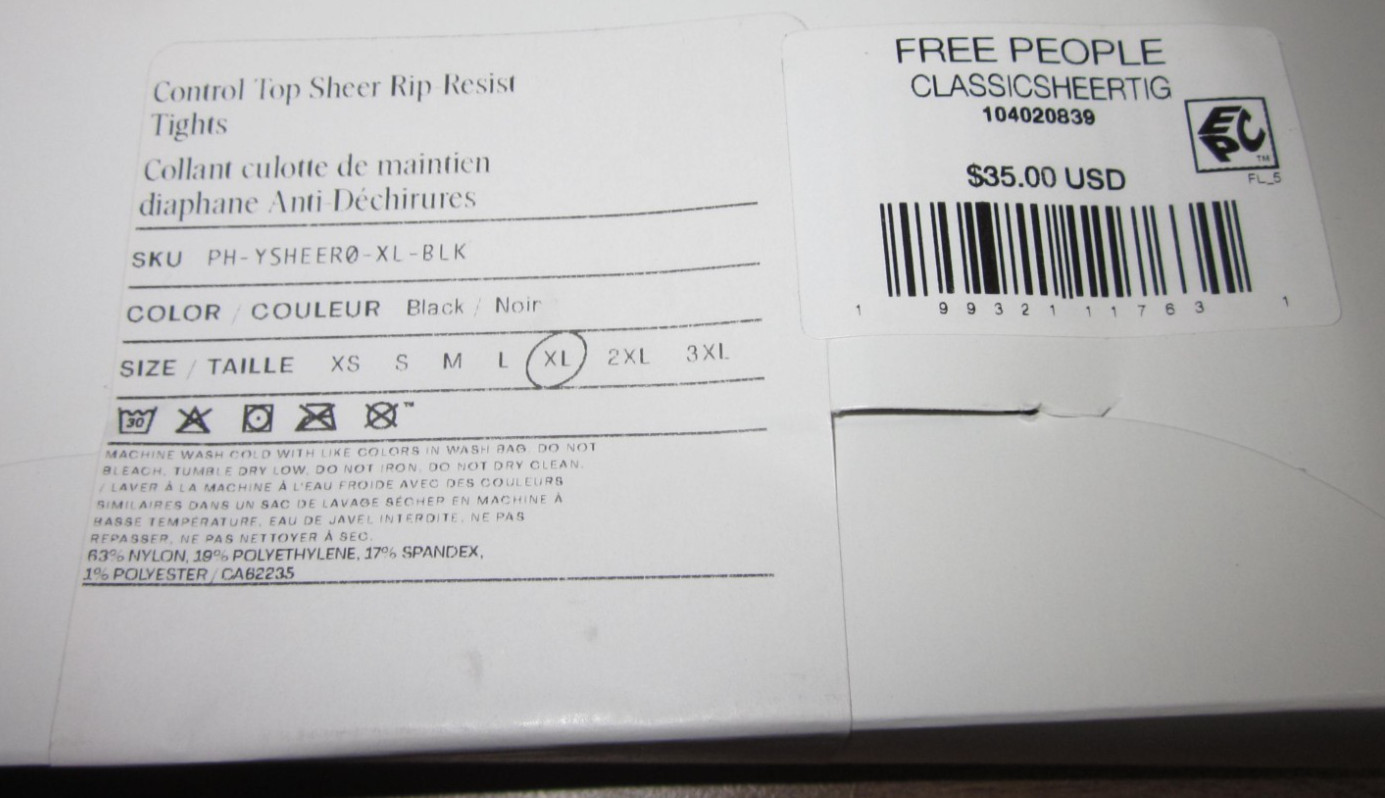 Control Top Sheer Rip-Resist
Tights
Collant culotte de maintien
diaphane Anti-Déchirures
SKU PH-YSHEER0-XL-BLK
COLOR / COULEUR Black / Noir
SIZE / TAILLE XS S M L XL 2XL 3XL
30 ™
MACHINE WASH COLD WITH LIKE COLORS IN WASH BAG. DO NOT
BLEACH. TUMBLE DRY LOW. DO NOT IRON. DO NOT DRY CLEAN.
/ LAVER À LA MACHINE À L'EAU FROIDE AVEC DES COULEURS
SIMILAIRES DANS UN SAC DE LAVAGE SÉCHER EN MACHINE À
BASSE TEMPÉRATURE. EAU DE JAVEL INTERDITE. NE PAS
REPASSER. NE PAS NETTOYER À SEC.
63% NYLON, 19% POLYETHYLENE, 17% SPANDEX,
1% POLYESTER / CA62235
FREE PEOPLE
CLASSICSHEERTIG
104020839
EPC ™
FL_5
$35.00 USD
1 99321 11763 1